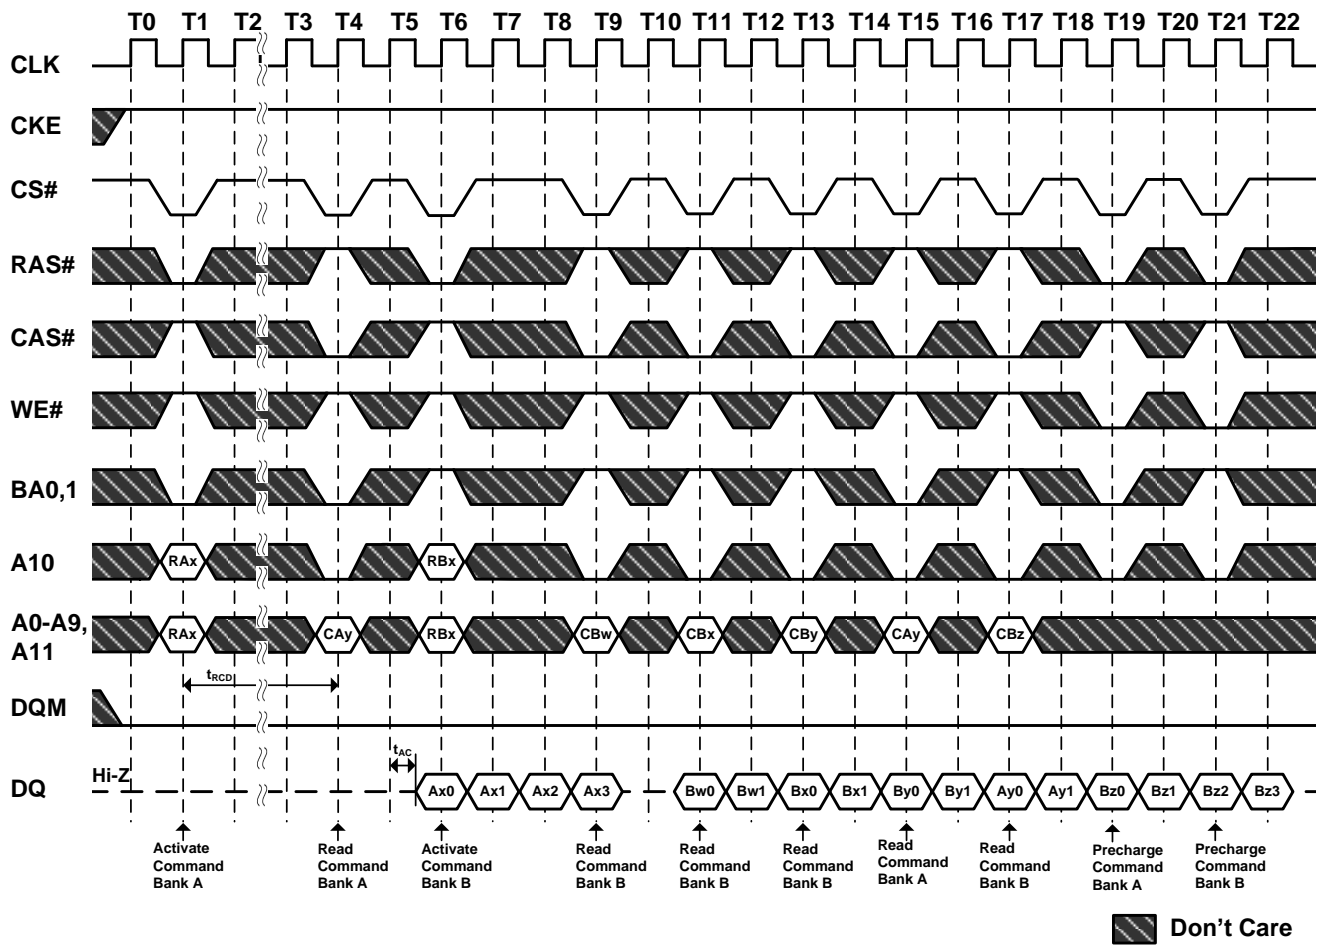 T0 T1 T2 T3 T4 T5 T6 T7 T8 T9 T10 T11 T12 T13 T14 T15 T16 T17 T18 T19 T20 T21 T22
CLK
CKE
CS#
RAS#
CAS#
WE#
BA0,1
A10 RAx RBx
A0-A9,
A11 RAx CAy RBx CBw CBx CBy CAy CBz
tRCD
DQM
tAC
Hi-Z
DQ Ax0 Ax1 Ax2 Ax3 Bw0 Bw1 Bx0 Bx1 By0 By1 Ay0 Ay1 Bz0 Bz1 Bz2 Bz3
Activate
Command
Bank A
Read
Command
Bank A
Activate
Command
Bank B
Read
Command
Bank B
Read
Command
Bank B
Read
Command
Bank B
Read
Command
Bank A
Read
Command
Bank B
Precharge
Command
Bank A
Precharge
Command
Bank B
Don't Care